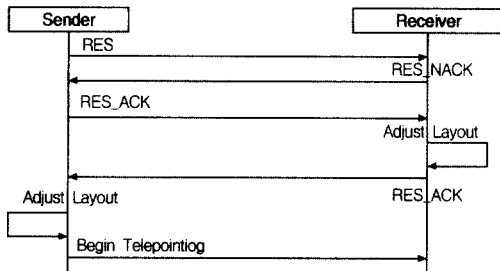 Sender
Receiver
RES
RES_NACK
RES_ACK
Adjust Layout
RES_ACK
Adjust Layout
Begin Telepointiog